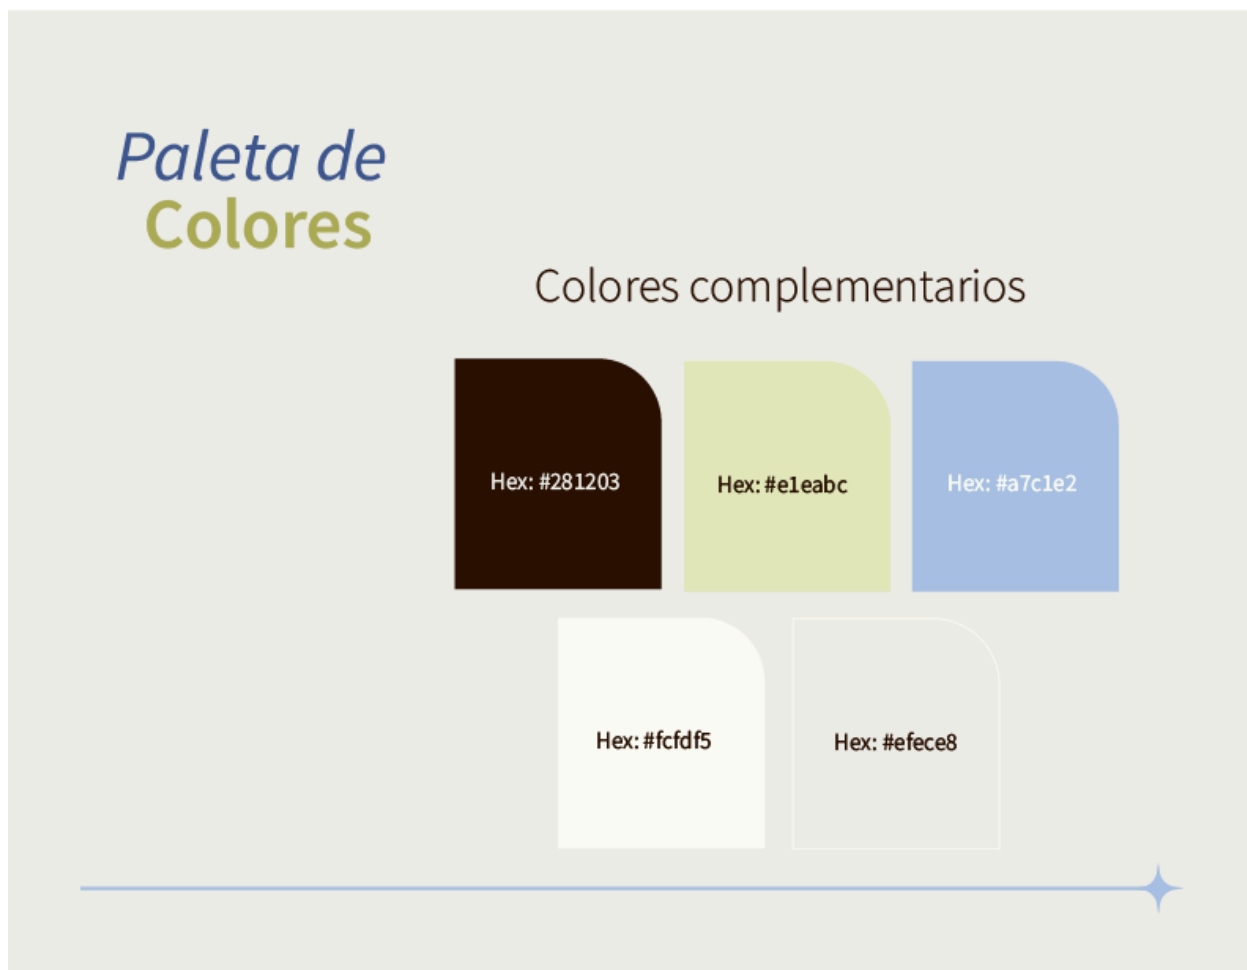 Paleta de
Colores
Colores complementarios
Hex: #281203
Hex: #e1eabc
Hex: #a7c1e2
Hex: #fcfdf5
Hex: #efece8